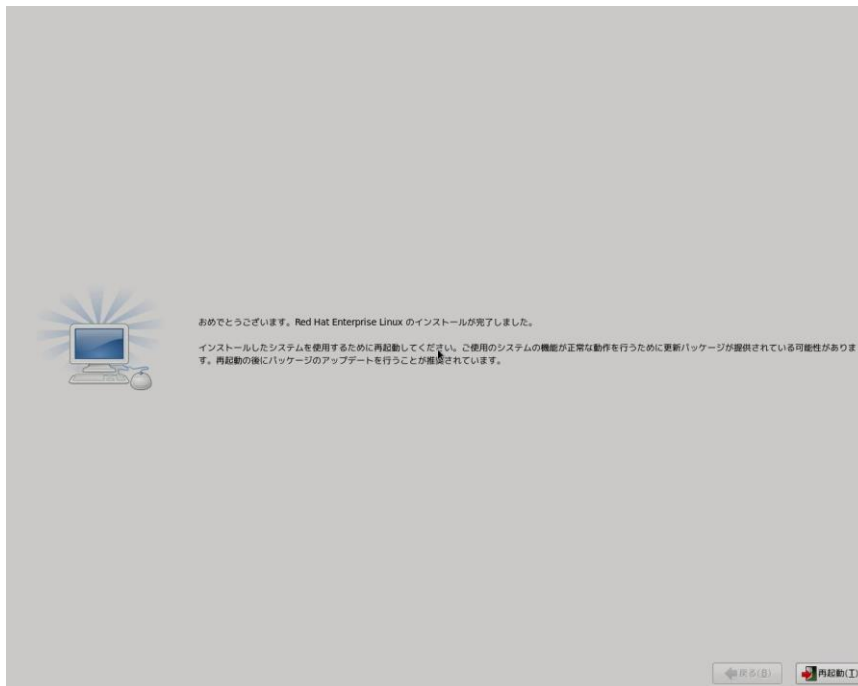 おめでとうございます。Red Hat Enterprise Linux のインストールが完了しました。
インストールしたシステムを使用するために再起動してください。ご使用のシステムの機能が正常な動作を行うために更新パッケージが提供されている可能性がありま
す。再起動の後にパッケージのアップデートを行うことが推奨されています。
戻る(B)
再起動(T)